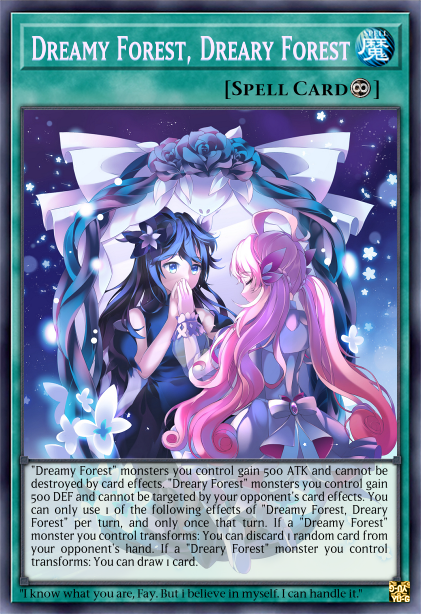 Dreamy Forest, Dreary Forest
SPELL
魔
[Spell Card]
"Dreamy Forest" monsters you control gain 500 ATK and cannot be
destroyed by card effects. "Dreary Forest" monsters you control gain
500 DEF and cannot be targeted by your opponent's card effects. You
can only use 1 of the following effects of "Dreamy Forest, Dreary
Forest" per turn, and only once that turn. If a "Dreamy Forest"
monster you control transforms: You can discard 1 random card from
your opponent's hand. If a "Dreary Forest" monster you control
transforms: You can draw 1 card.
"I know what you are, Fay. But i believe in myself. I can handle it."